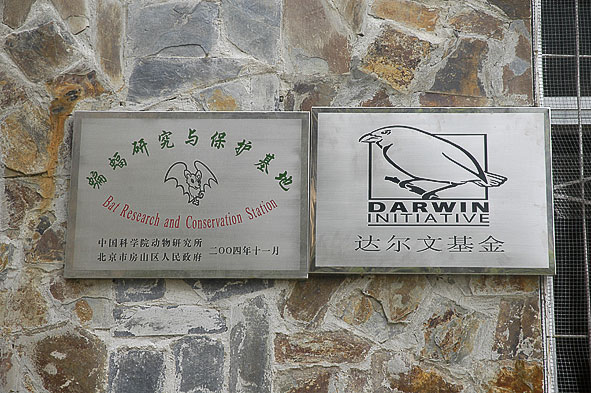 蝙蝠研究与保护基地
Bat Research and Conservation Station
中国科学院动物研究所
北京市房山区人民政府
二〇〇四年十一月
DARWIN
INITIATIVE
达尔文基金